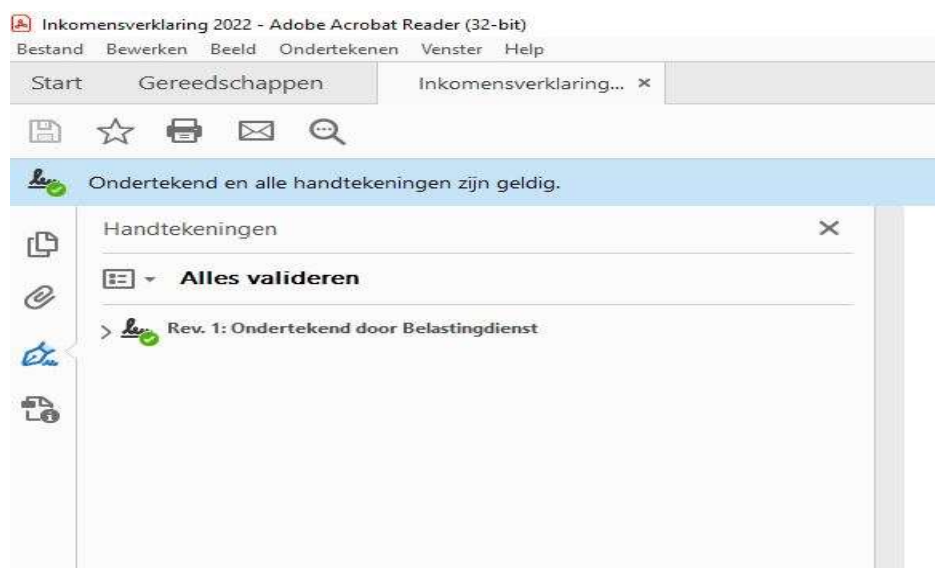 Inkomensverklaring 2022 - Adobe Acrobat Reader (32-bit)
Bestand Bewerken Beeld Ondertekenen Venster Help
Start Gereedschappen Inkomensverklaring... ×
Ondertekend en alle handtekeningen zijn geldig.
Handtekeningen
Alles valideren
Rev. 1: Ondertekend door Belastingdienst